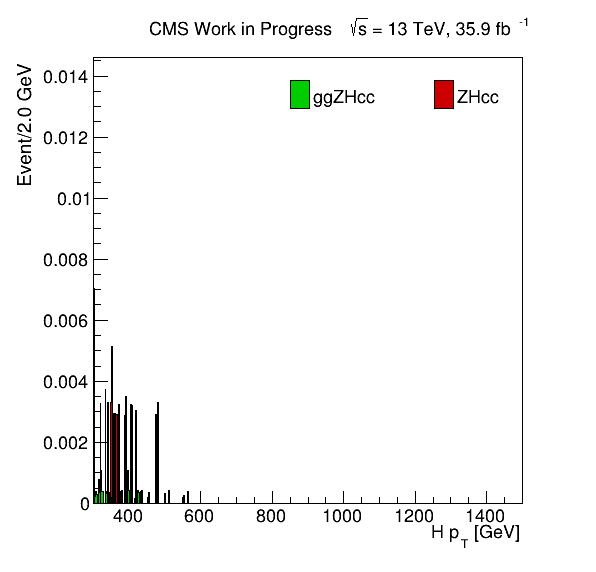 CMS Work in Progress √s = 13 TeV, 35.9 fb⁻¹
Event/2.0 GeV
ggZHcc ZHcc
0.014
0.012
0.01
0.008
0.006
0.004
0.002
0
400 600 800 1000 1200 1400
H p_T [GeV]